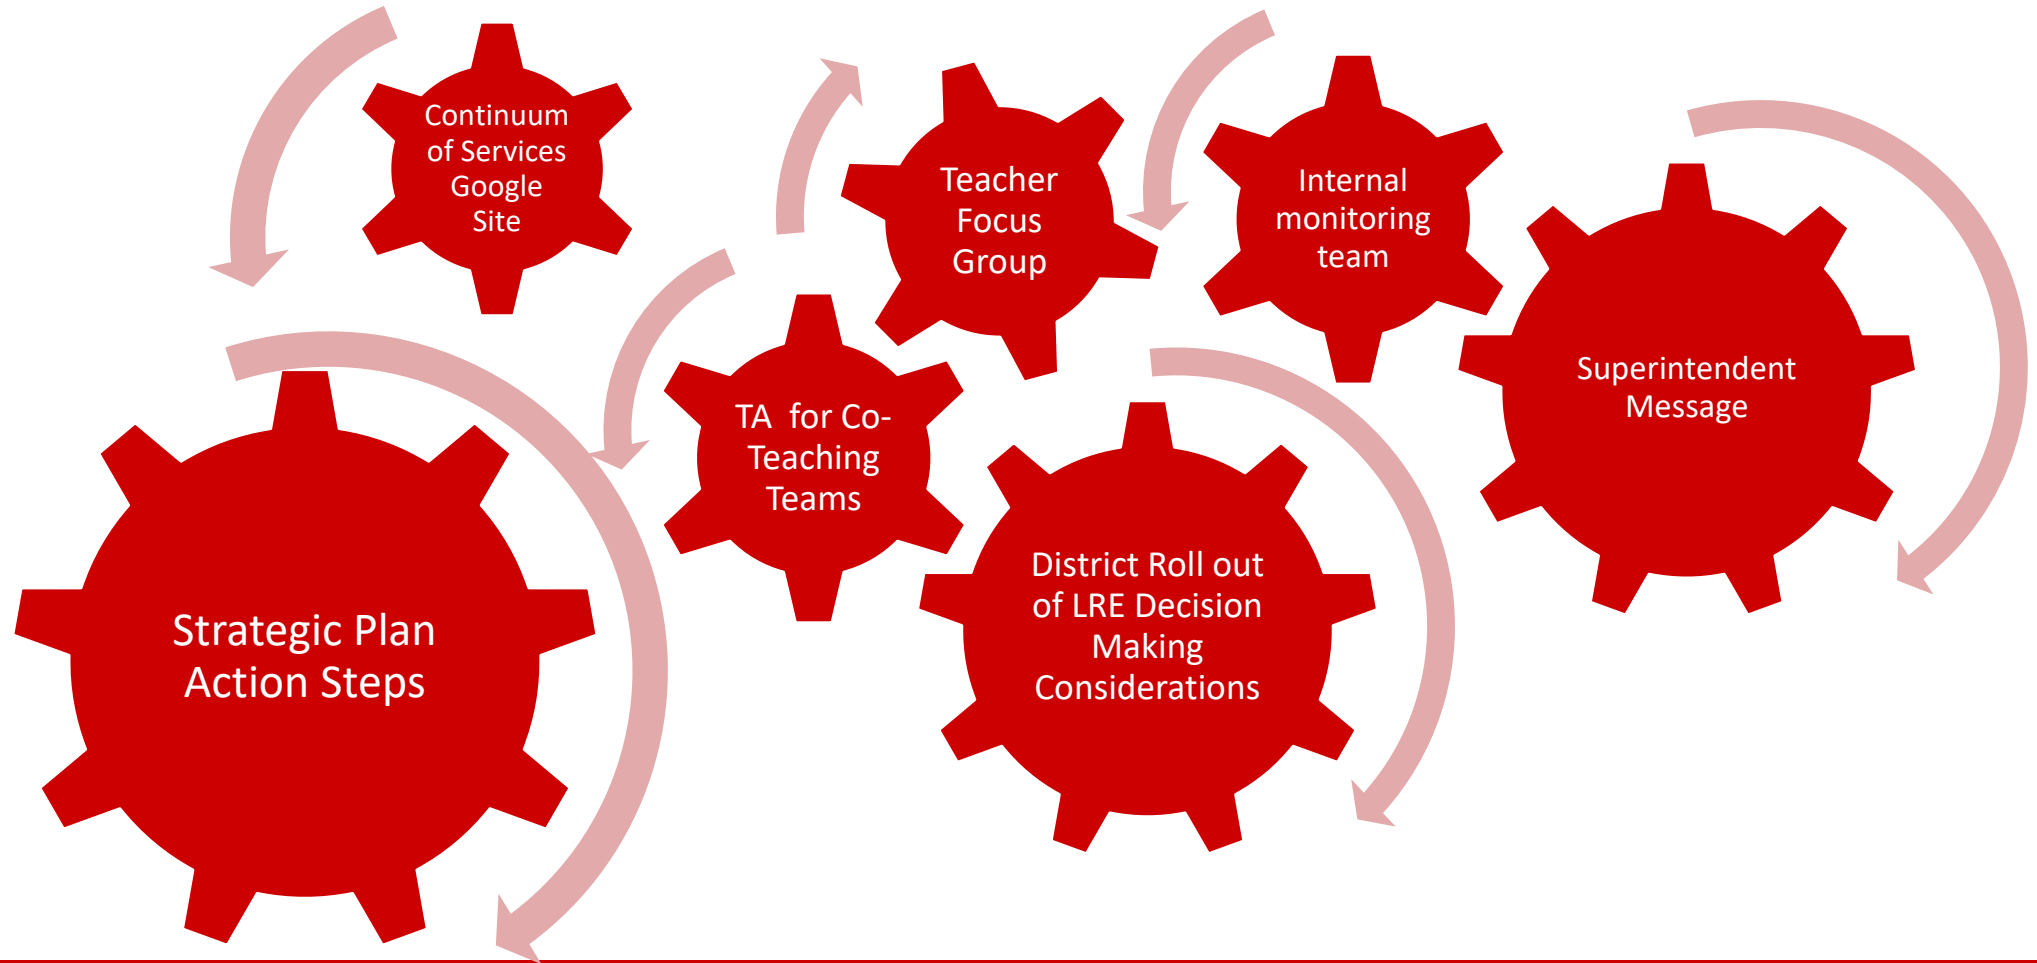 Continuum
of Services
Google
Site
Teacher
Focus
Group
Internal
monitoring
team
Superintendent
Message
TA  for Co-
Teaching
Teams
District Roll out
of LRE Decision
Making
Considerations
Strategic Plan
Action Steps